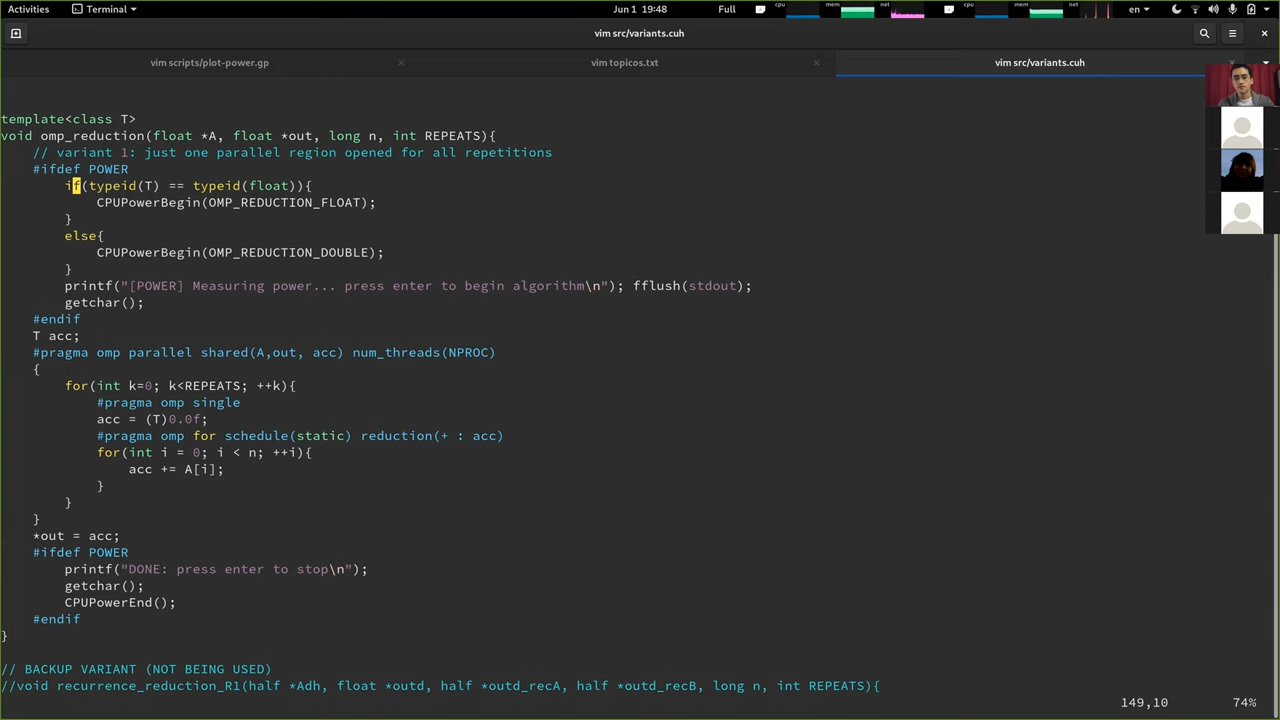 Activities Terminal Jun 1 19:48 Full cpu mem net cpu mem net en
vim src/variants.cuh
vim scripts/plot-power.gp vim topicos.txt vim src/variants.cuh
template<class T>
void omp_reduction(float *A, float *out, long n, int REPEATS){
    // variant 1: just one parallel region opened for all repetitions
    #ifdef POWER
        if(typeid(T) == typeid(float)){
            CPUPowerBegin(OMP_REDUCTION_FLOAT);
        }
        else{
            CPUPowerBegin(OMP_REDUCTION_DOUBLE);
        }
        printf("[POWER] Measuring power... press enter to begin algorithm\n"); fflush(stdout);
        getchar();
    #endif
    T acc;
    #pragma omp parallel shared(A,out, acc) num_threads(NPROC)
    {
        for(int k=0; k<REPEATS; ++k){
            #pragma omp single
            acc = (T)0.0f;
            #pragma omp for schedule(static) reduction(+ : acc)
            for(int i = 0; i < n; ++i){
                acc += A[i];
            }
        }
    }
    *out = acc;
    #ifdef POWER
        printf("DONE: press enter to stop\n");
        getchar();
        CPUPowerEnd();
    #endif
}
// BACKUP VARIANT (NOT BEING USED)
//void recurrence_reduction_R1(half *Adh, float *outd, half *outd_recA, half *outd_recB, long n, int REPEATS){
149,10 74%